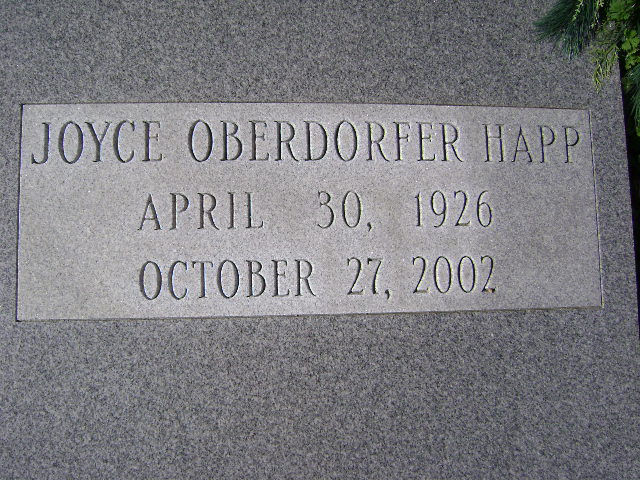 JOYCE OBERDORFER HAPP
APRIL 30, 1926
OCTOBER 27, 2002